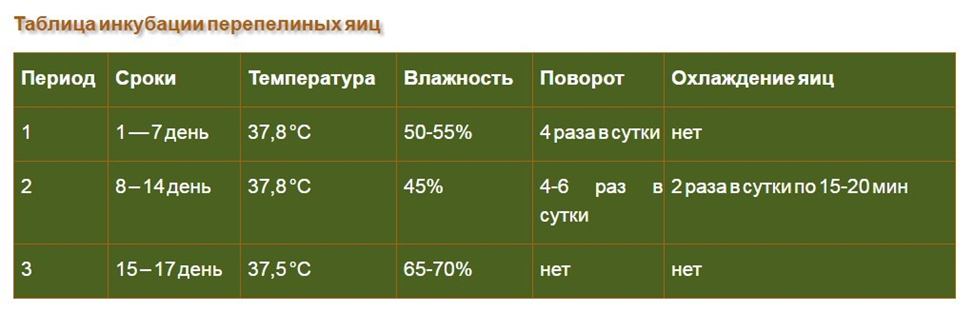 Таблица инкубации перепелиных яиц
Период Сроки Температура Влажность Поворот Охлаждение яиц
1 1 — 7 день 37,8 °C 50-55% 4 раза в сутки нет
2 8 – 14 день 37,8 °C 45% 4-6 раз в 2 раза в сутки по 15-20 мин
сутки
3 15 – 17 день 37,5 °C 65-70% нет нет